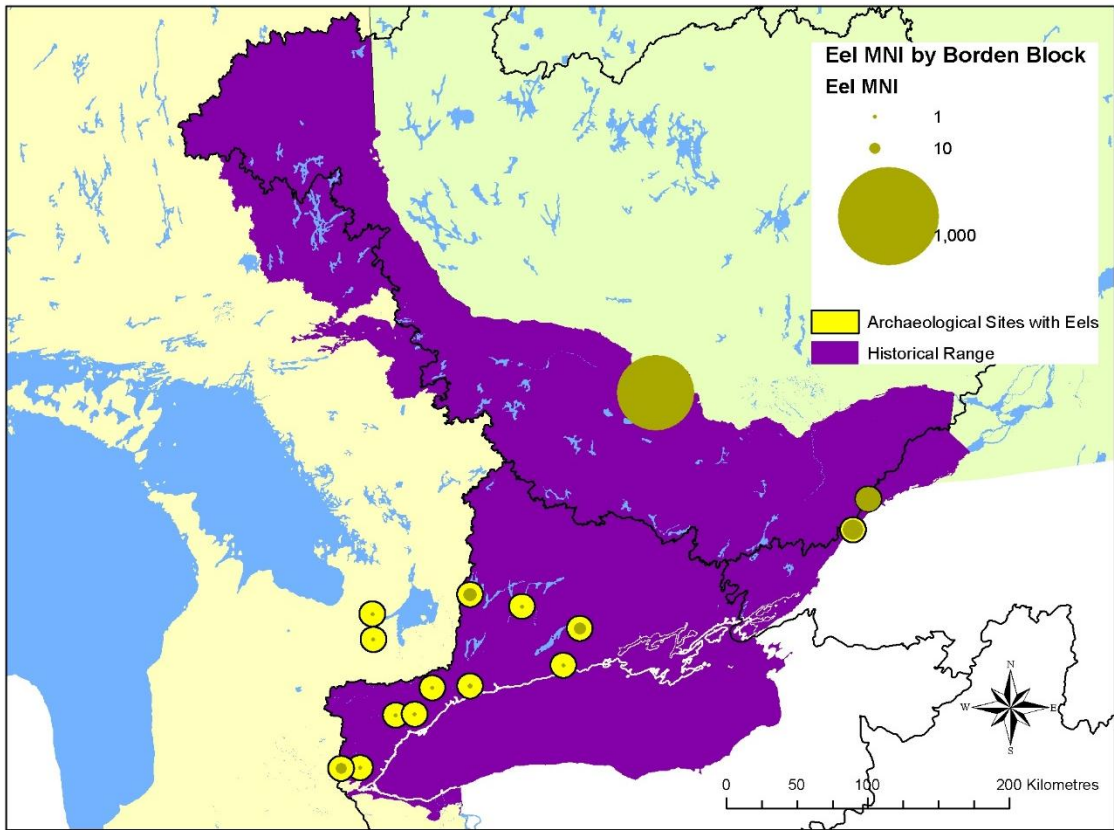 Eel MNI by Borden Block
Eel MNI
1
10
1,000
Archaeological Sites with Eels
Historical Range
N
W E
S
0 50 100 200 Kilometres